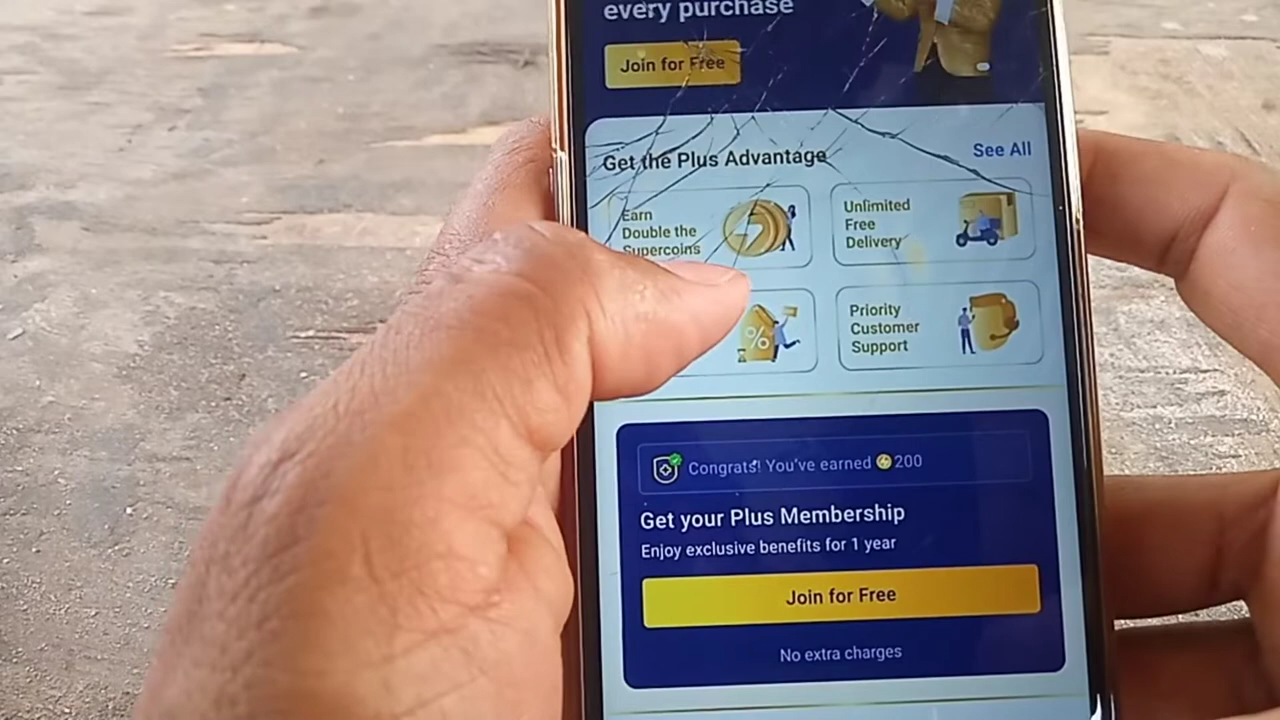 every purchase
Join for Free
Get the Plus Advantage
See All
Earn
Double the
Supercoins
Unlimited
Free
Delivery
%
Priority
Customer
Support
Congrats! You've earned 200
Get your Plus Membership
Enjoy exclusive benefits for 1 year
Join for Free
No extra charges